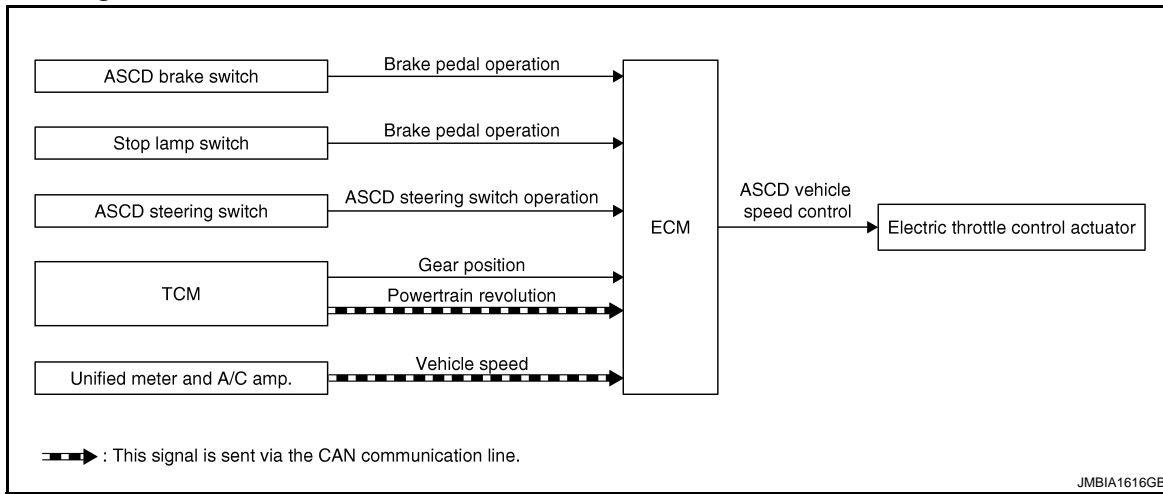 ASCD brake switch
Brake pedal operation
Stop lamp switch
Brake pedal operation
ASCD steering switch
ASCD steering switch operation
TCM
Gear position
Powertrain revolution
Unified meter and A/C amp.
Vehicle speed
ECM
ASCD vehicle
speed control
Electric throttle control actuator
: This signal is sent via the CAN communication line.
JMBIA1616GB